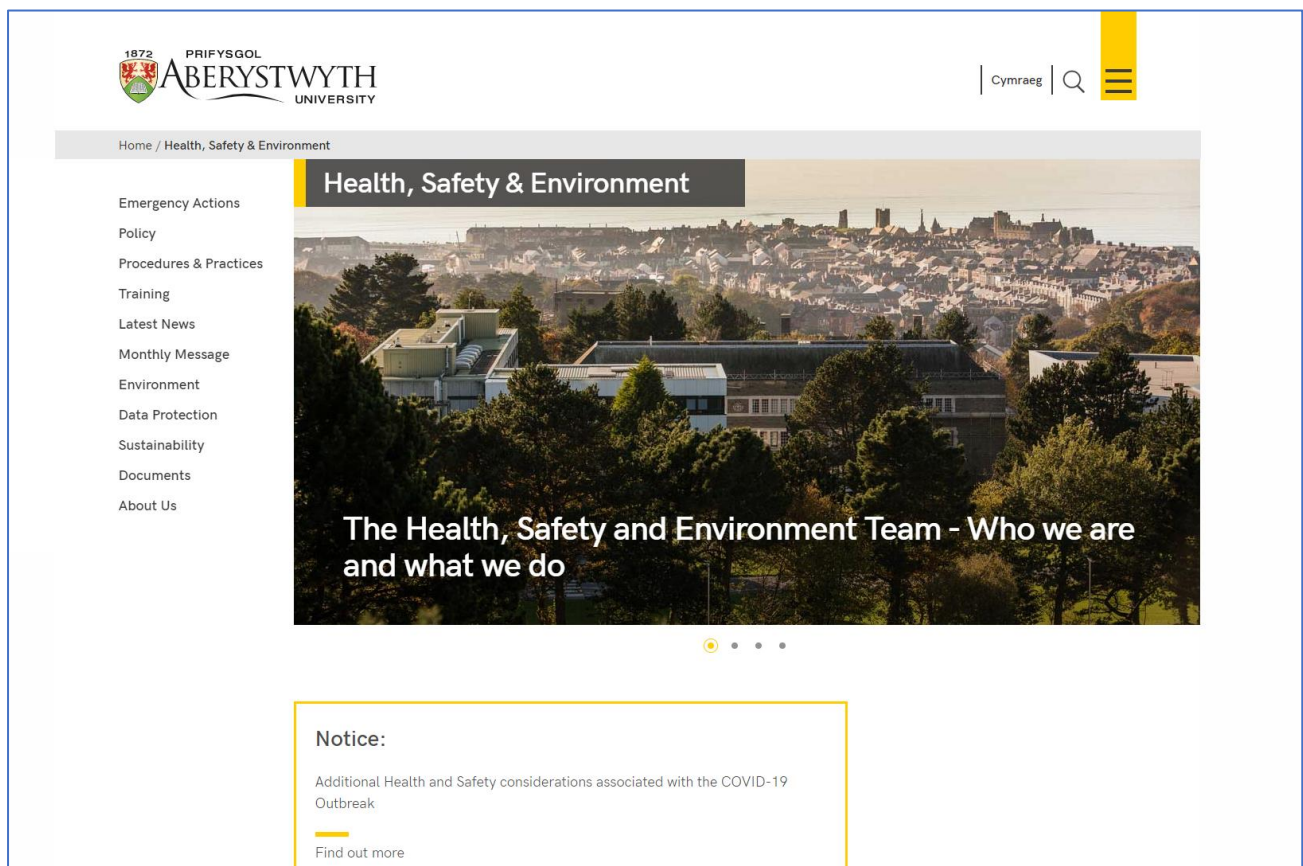 1872 PRIFYSGOL
ABERYSTWYTH
UNIVERSITY
Cymraeg
Home / Health, Safety & Environment
Emergency Actions
Policy
Procedures & Practices
Training
Latest News
Monthly Message
Environment
Data Protection
Sustainability
Documents
About Us
Health, Safety & Environment
The Health, Safety and Environment Team - Who we are
and what we do
Notice:
Additional Health and Safety considerations associated with the COVID-19
Outbreak
Find out more